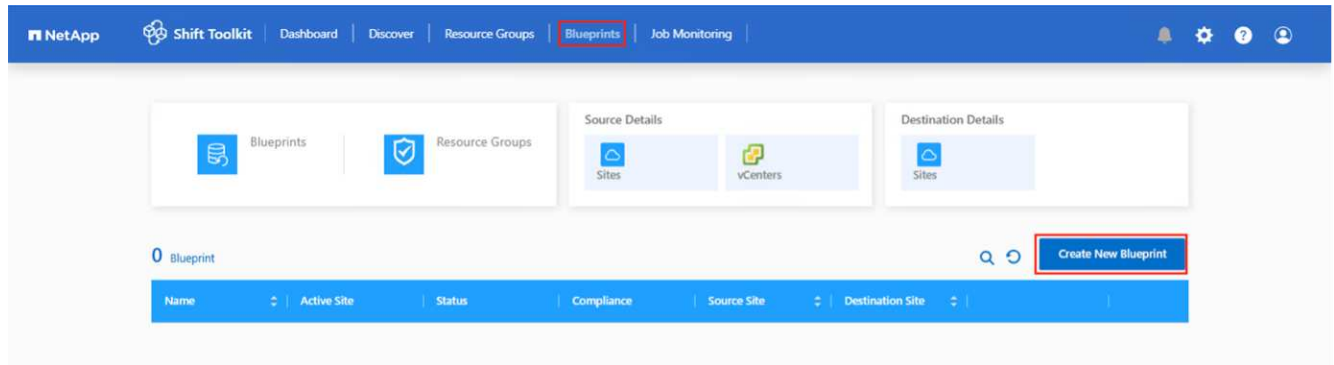 NetApp Shift Toolkit Dashboard Discover Resource Groups Blueprints Job Monitoring
Blueprints Resource Groups
Source Details
Sites vCenters
Destination Details
Sites
0 Blueprint
Create New Blueprint
Name Active Site Status Compliance Source Site Destination Site